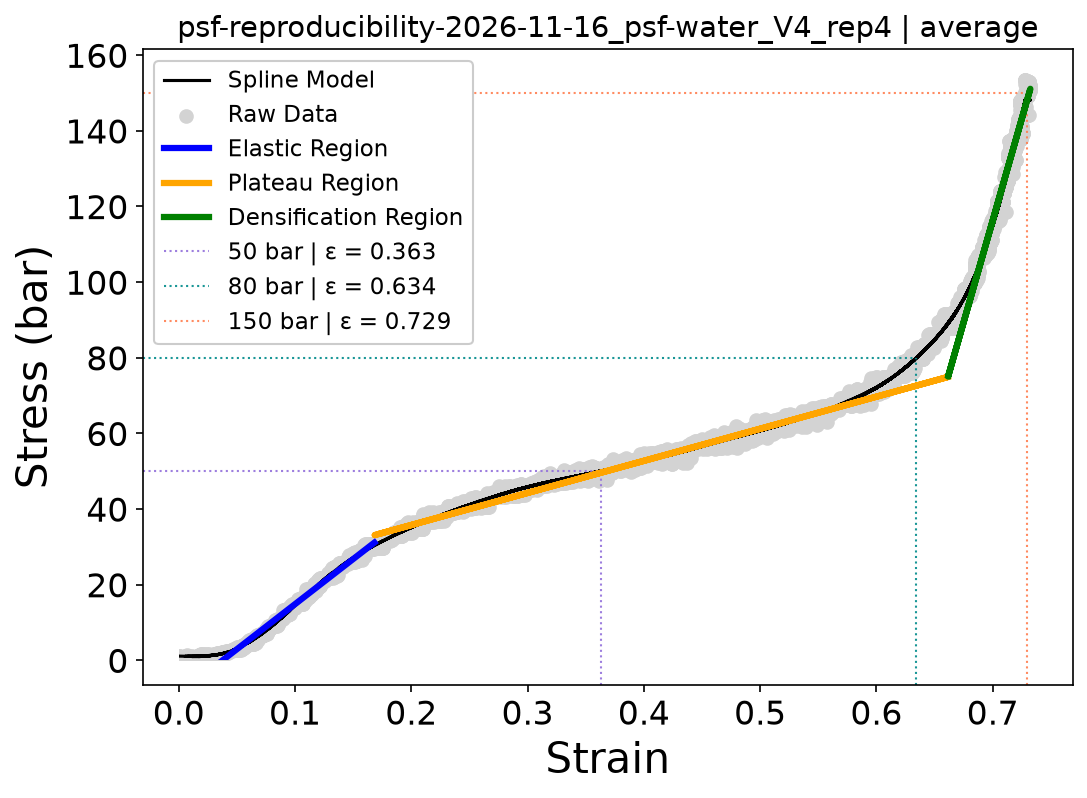 psf-reproducibility-2026-11-16_psf-water_V4_rep4 | average
Stress (bar)
160
140
120
100
80
60
40
20
0
Spline Model
Raw Data
Elastic Region
Plateau Region
Densification Region
50 bar | ε = 0.363
80 bar | ε = 0.634
150 bar | ε = 0.729
0.0 0.1 0.2 0.3 0.4 0.5 0.6 0.7
Strain